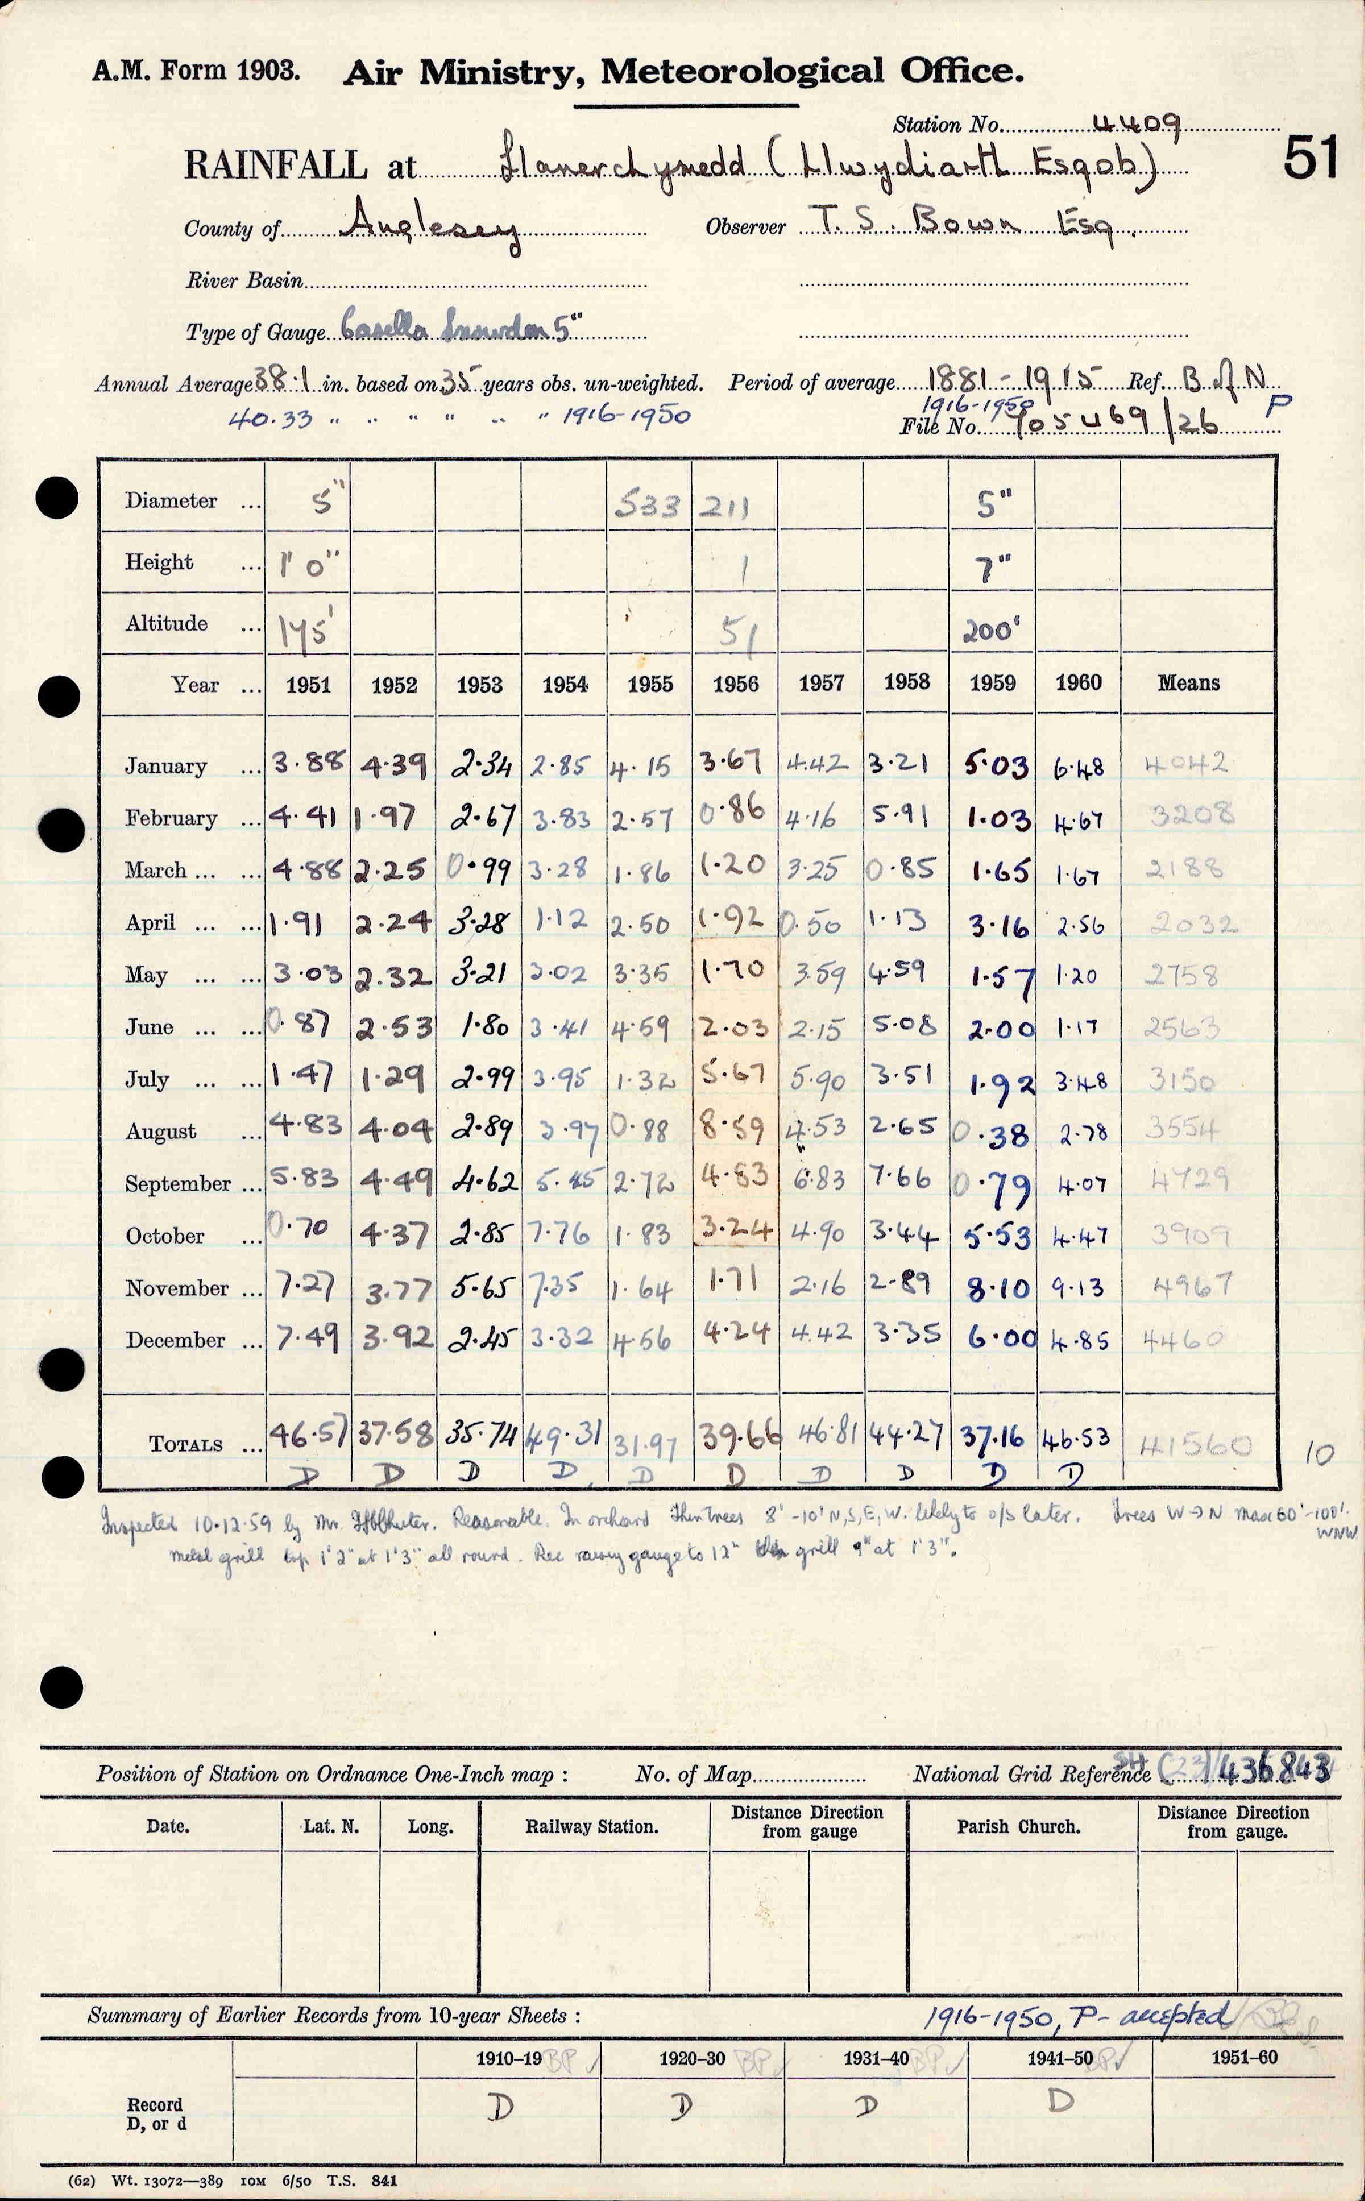 A.M. Form 1903. Air Ministry, Meteorological Office.
Station No. 4409
RAINFALL at Llanerchymedd (Llwydiarth Esgob) 51
County of Anglesey Observer T. S. Bown Esq.
River Basin
Type of Gauge Casella Snowdon 5"
Annual Average 38.1 in. based on 35 years obs. un-weighted. Period of average 1881-1915 Ref. B of N
40.33 " " " " " " 1916-1950 1916-1950 P
File No. 705469/26
Diameter ... 5" 533 211 5"
Height ... 1' 0" 1 7"
Altitude ... 175' 51 200'
Year ... 1951 1952 1953 1954 1955 1956 1957 1958 1959 1960 Means
January ... 3.88 4.39 2.34 2.85 4.15 3.67 4.42 3.21 5.03 6.48 4042
February ... 4.41 1.97 2.67 3.83 2.57 0.86 4.16 5.91 1.03 4.67 3208
March ... ... 4.88 2.25 0.99 3.28 1.86 1.20 3.25 0.85 1.65 1.67 2188
April ... ... 1.91 2.24 3.28 1.12 2.50 1.92 0.50 1.13 3.16 2.56 2032
May ... ... 3.03 2.32 3.21 3.02 3.35 1.70 3.59 4.59 1.57 1.20 2758
June ... ... 0.87 2.53 1.80 3.41 4.59 2.03 2.15 5.08 2.00 1.17 2563
July ... ... 1.47 1.29 2.99 3.95 1.32 5.67 5.90 3.51 1.92 3.48 3150
August ... 4.83 4.04 2.89 3.97 0.88 8.59 4.53 2.65 0.38 2.78 3554
September ... 5.83 4.49 4.62 5.45 2.72 4.83 6.83 7.66 0.79 4.07 4729
October ... 0.70 4.37 2.85 7.76 1.83 3.24 4.90 3.44 5.53 4.47 3909
November ... 7.27 3.77 5.65 7.35 1.64 1.71 2.16 2.89 8.10 9.13 4967
December ... 7.49 3.92 2.45 3.32 4.56 4.24 4.42 3.35 6.00 4.85 4460
TOTALS ... 46.57 37.58 35.74 49.31 31.97 39.66 46.81 44.27 37.16 46.53 41560 10
D D D D D D D D D D
Inspected 10.12.59 by Mr. Reasonable. In orchard Thin trees 8'-10' N, S, E, W. likely to o/s later. Trees W→N max 60'-100'. WNW
metal grill top 1'2" at 1'3" all round. Rec raising gauge to 12" grill 9" at 1'3".
Position of Station on Ordnance One-Inch map : No. of Map National Grid Reference SH (23) 436843
Date. Lat. N. Long. Railway Station. Distance Direction from gauge Parish Church. Distance Direction from gauge.
Summary of Earlier Records from 10-year Sheets : 1916-1950, P- accepted
1910–19 BP ✓ 1920–30 BP ✓ 1931–40 BP ✓ 1941–50 BP ✓ 1951–60
Record D, or d D D D D
(62) Wt. 13072—389 10M 6/50 T.S. 841